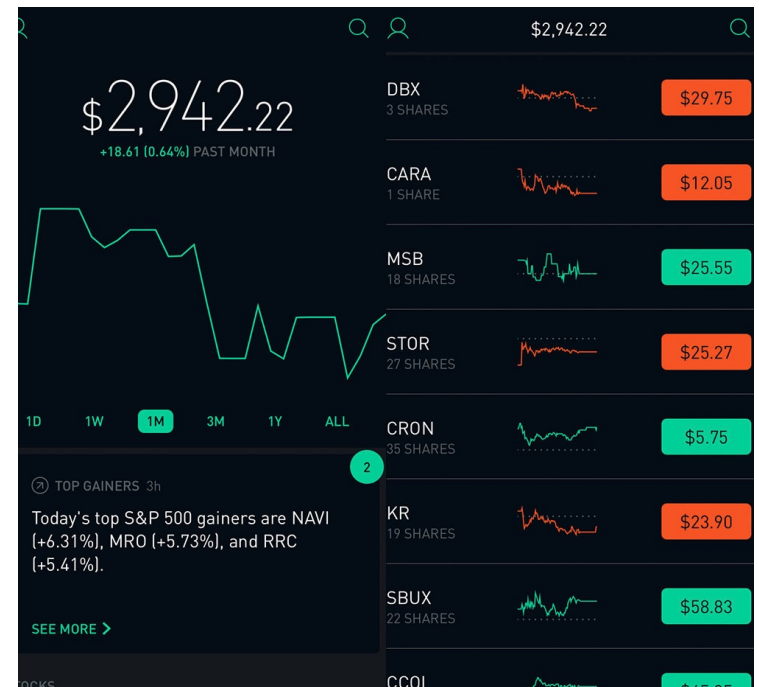 $2,942.22
+18.61 (0.64%) PAST MONTH
1D 1W 1M 3M 1Y ALL
2
TOP GAINERS 3h
Today's top S&P 500 gainers are NAVI
(+6.31%), MRO (+5.73%), and RRC
(+5.41%).
SEE MORE
$2,942.22
DBX
3 SHARES
$29.75
CARA
1 SHARE
$12.05
MSB
18 SHARES
$25.55
STOR
27 SHARES
$25.27
CRON
35 SHARES
$5.75
KR
19 SHARES
$23.90
SBUX
22 SHARES
$58.83